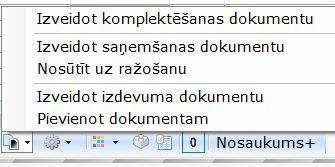 Izveidot komplektēšanas dokumentu
Izveidot saņemšanas dokumentu
Nosūtīt uz ražošanu
Izveidot izdevuma dokumentu
Pievienot dokumentam
0 Nosaukums+